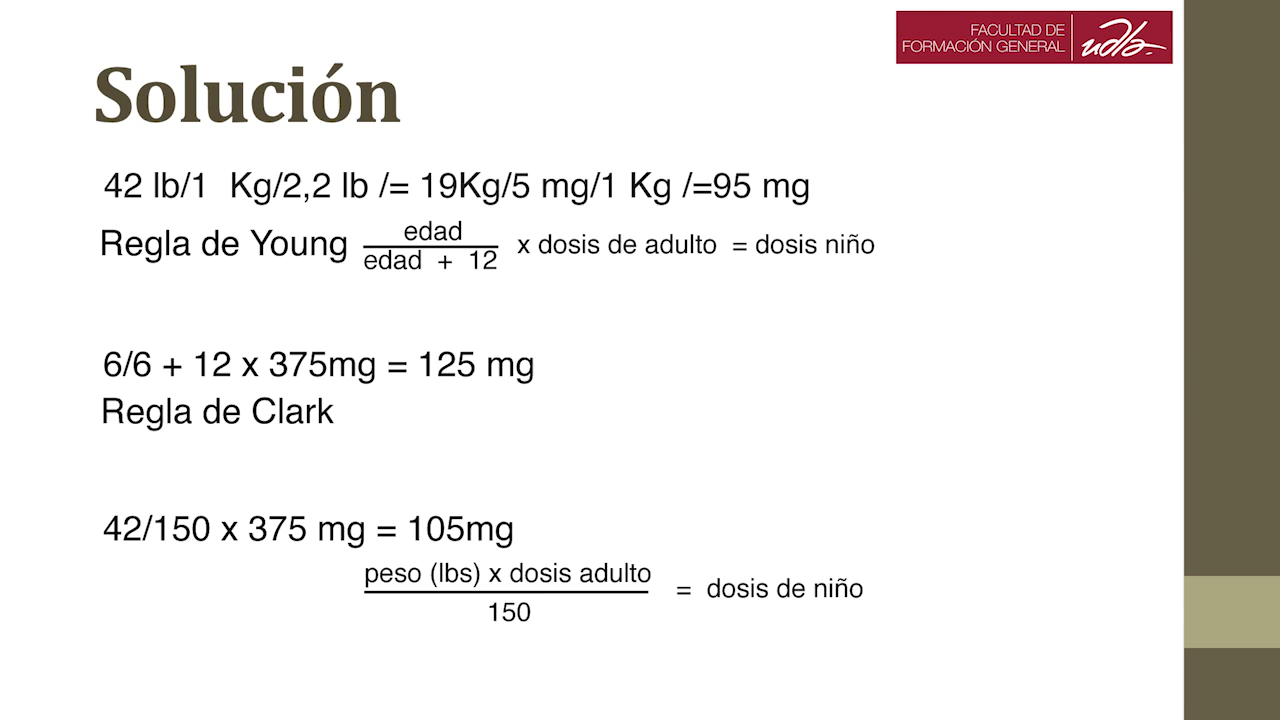 FACULTAD DE
FORMACIÓN GENERAL
udla.
Solución
42 lb/1 Kg/2,2 lb /= 19Kg/5 mg/1 Kg /=95 mg
Regla de Young edad / edad + 12 x dosis de adulto = dosis niño
6/6 + 12 x 375mg = 125 mg
Regla de Clark
42/150 x 375 mg = 105mg
peso (lbs) x dosis adulto
= dosis de niño
150